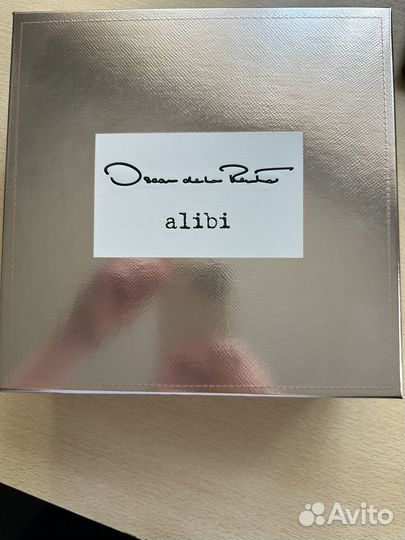 Oscar de la Renta
alibi
Avito